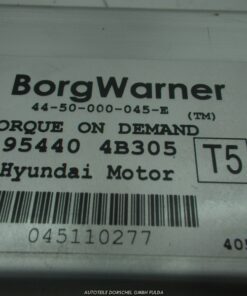 BorgWarner
44-50-000-045-E (TM)
ORQUE ON DEMAND
95440 4B305 T5
Hyundai Motor
045110277
405
AUTOTEILE DORSCHEL GMBH FULDA